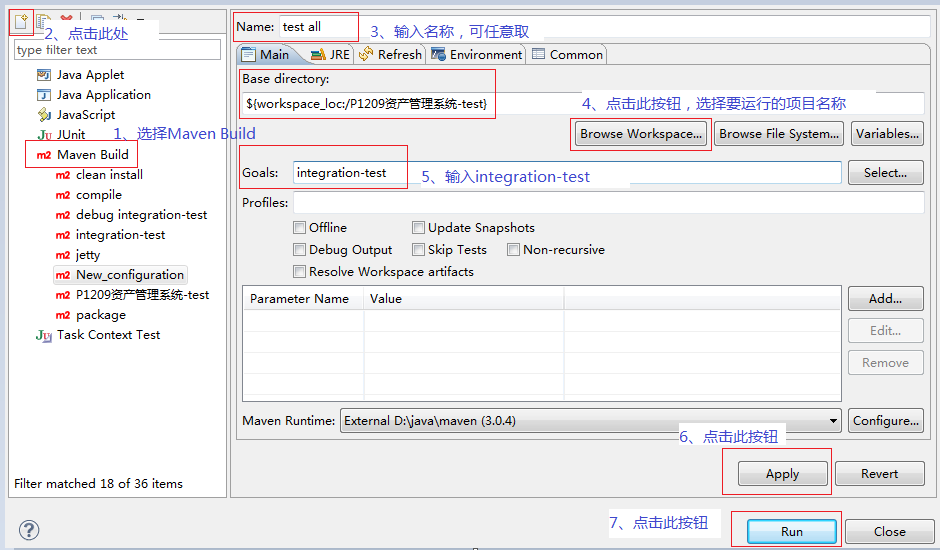 2、点击此处
type filter text
Java Applet
Java Application
JavaScript
JUnit
1、选择Maven Build
Maven Build
clean install
compile
debug integration-test
integration-test
jetty
New_configuration
P1209资产管理系统-test
package
Task Context Test
Filter matched 18 of 36 items
Name: test all
3、输入名称，可任意取
Main JRE Refresh Environment Common
Base directory:
${workspace_loc:/P1209资产管理系统-test}
4、点击此按钮，选择要运行的项目名称
Browse Workspace... Browse File System... Variables...
Goals: integration-test Select...
5、输入integration-test
Profiles:
Offline Update Snapshots
Debug Output Skip Tests Non-recursive
Resolve Workspace artifacts
Parameter Name Value
Add...
Edit...
Remove
Maven Runtime: External D:\java\maven (3.0.4) Configure...
6、点击此按钮
Apply Revert
7、点击此按钮
Run Close